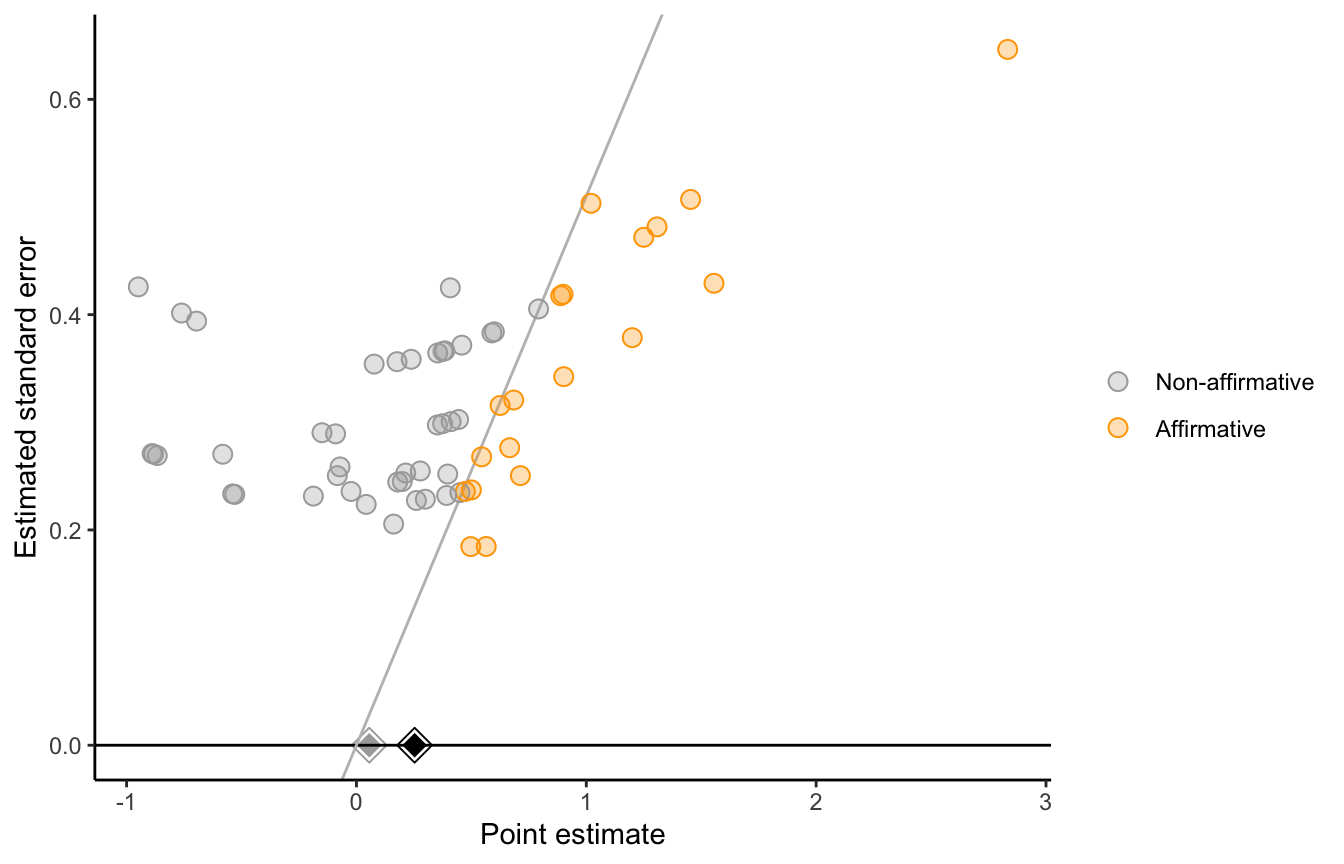 Estimated standard error
0.6
0.4
0.2
0.0
-1
0
1
2
3
Point estimate
Non-affirmative
Affirmative